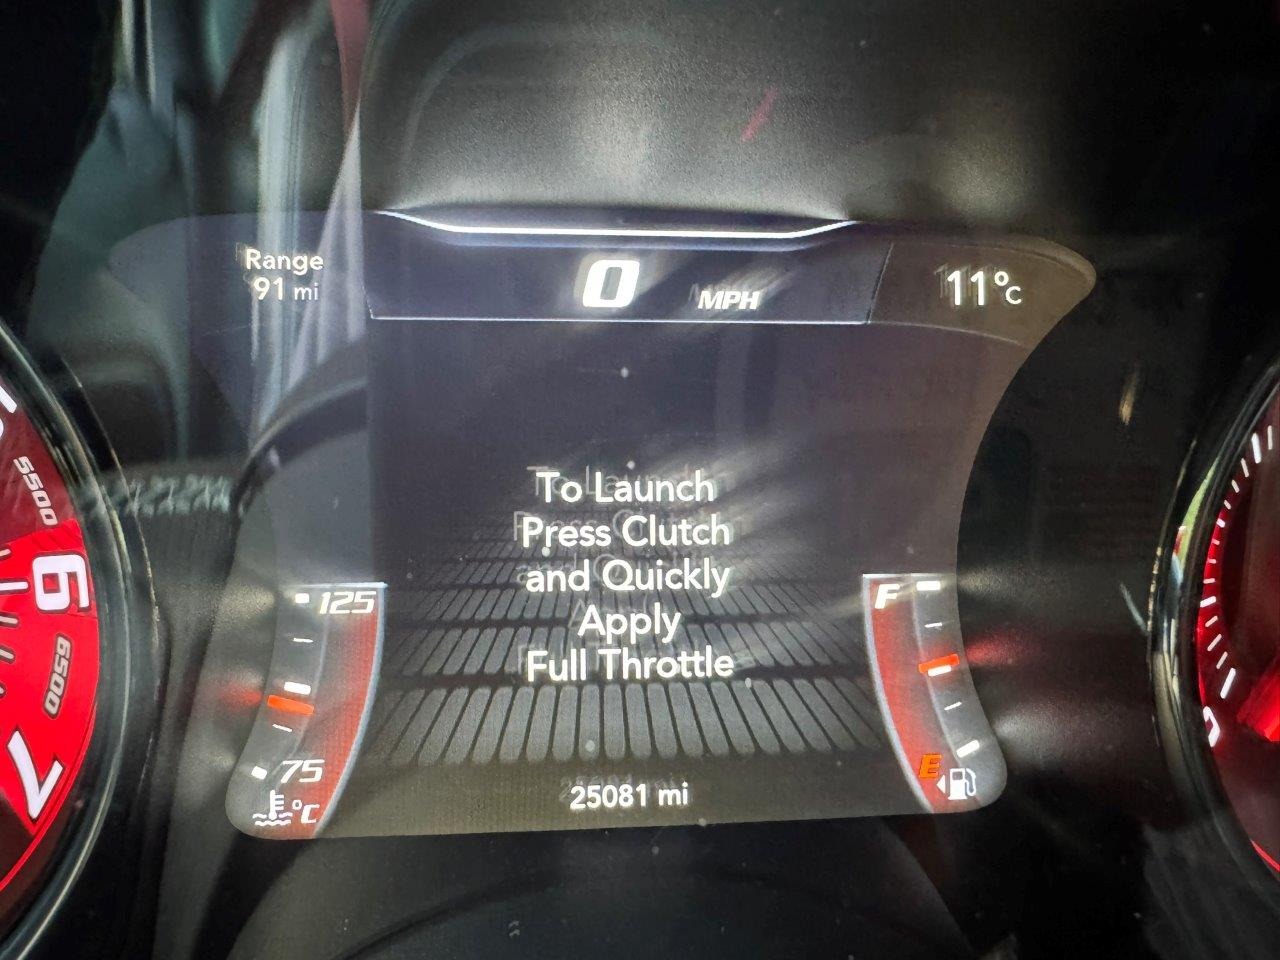 Range
91 mi
0 MPH
11°C
5500
6
6500
7
To Launch
Press Clutch
and Quickly
Apply
Full Throttle
125
75
°C
F
E
25081 mi